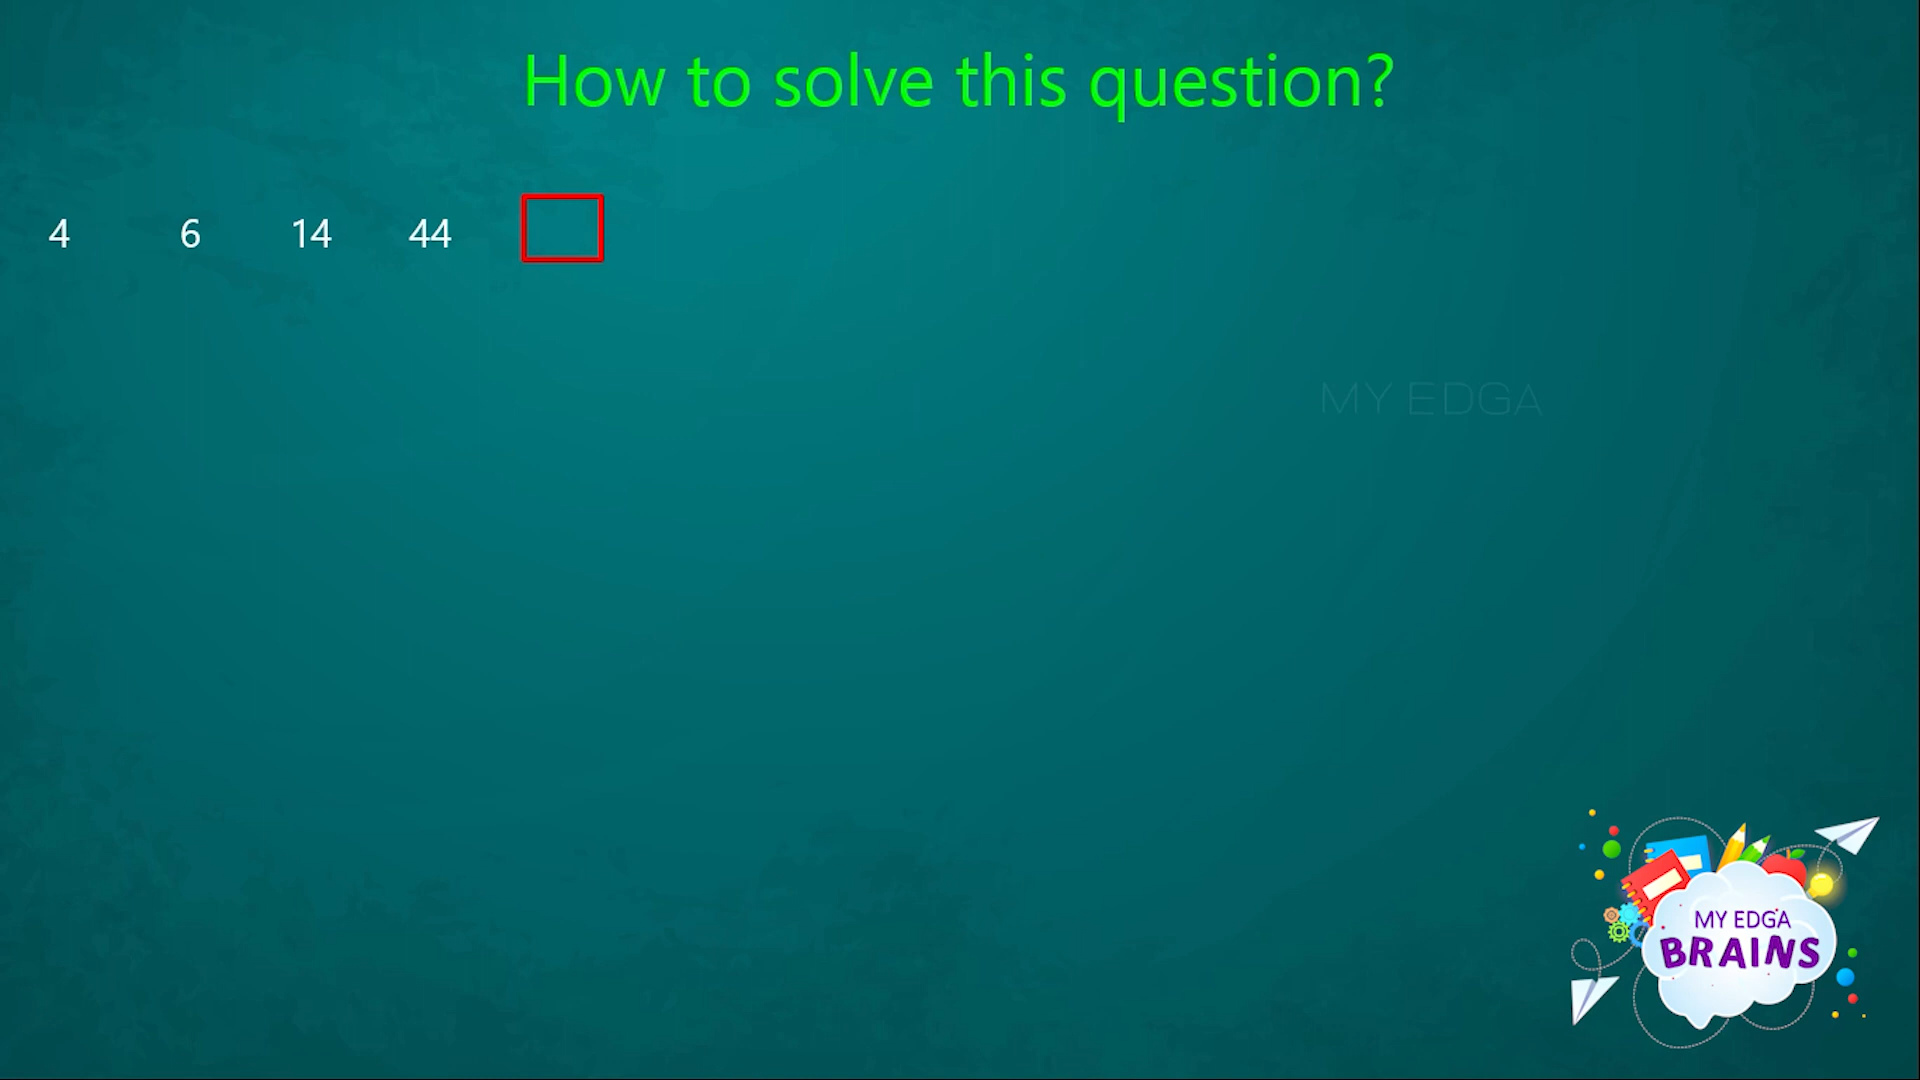 How to solve this question?
4 6 14 44
MY EDGA
MY EDGA
BRAINS